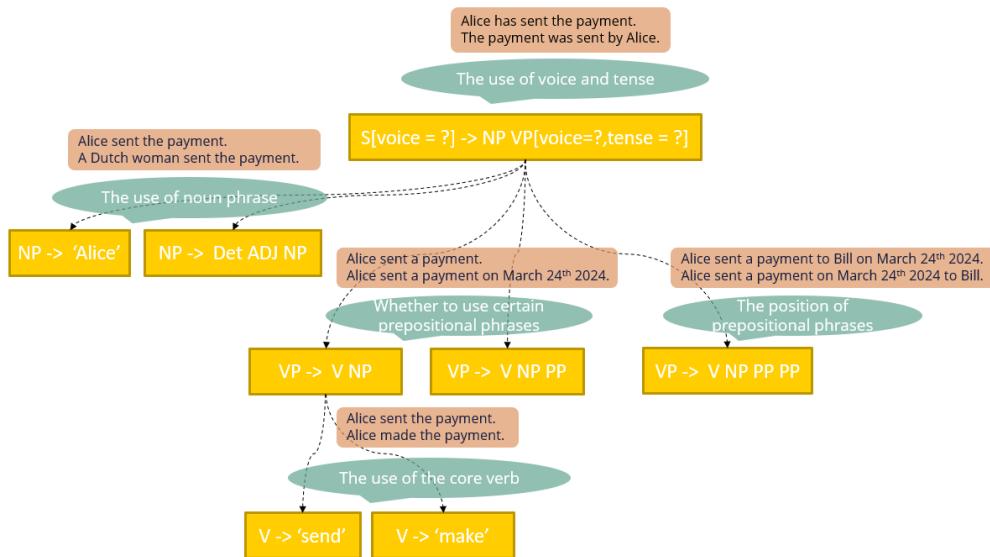 Alice has sent the payment.
The payment was sent by Alice.
The use of voice and tense
S[voice = ?] -> NP VP[voice=?,tense = ?]
Alice sent the payment.
A Dutch woman sent the payment.
The use of noun phrase
NP -> ‘Alice’
NP -> Det ADJ NP
Alice sent a payment.
Alice sent a payment on March 24th 2024.
Whether to use certain
prepositional phrases
Alice sent a payment to Bill on March 24th 2024.
Alice sent a payment on March 24th 2024 to Bill.
The position of
prepositional phrases
VP -> V NP
VP -> V NP PP
VP -> V NP PP PP
Alice sent the payment.
Alice made the payment.
The use of the core verb
V -> ‘send’
V -> ‘make’